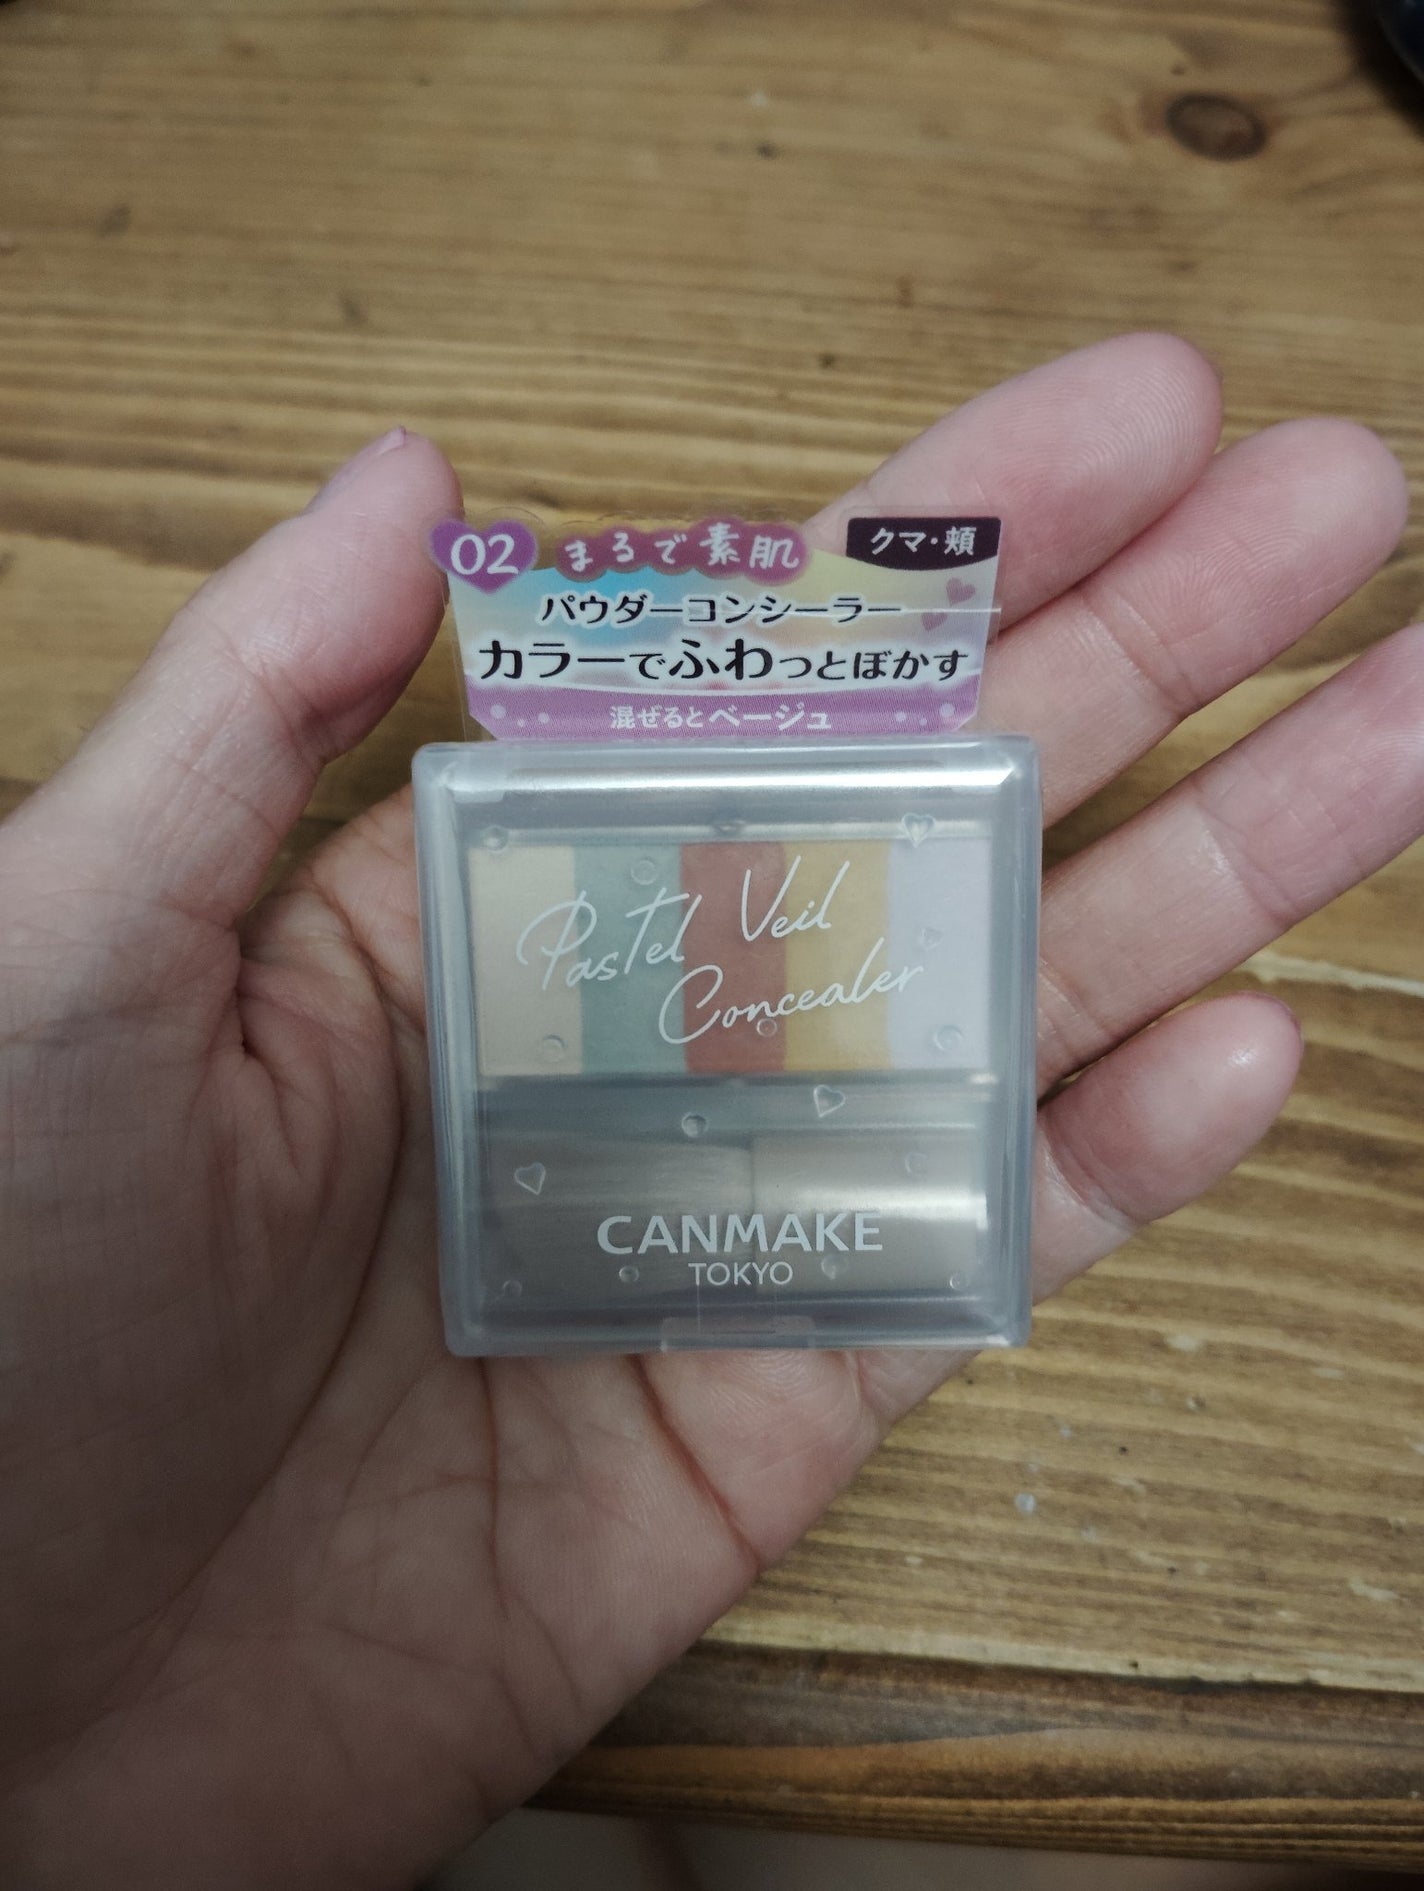 02 まるで素肌 クマ・頬
パウダーコンシーラー
カラーでふわっとぼかす
混ぜるとベージュ
Pastel Veil
Concealer
CANMAKE
TOKYO